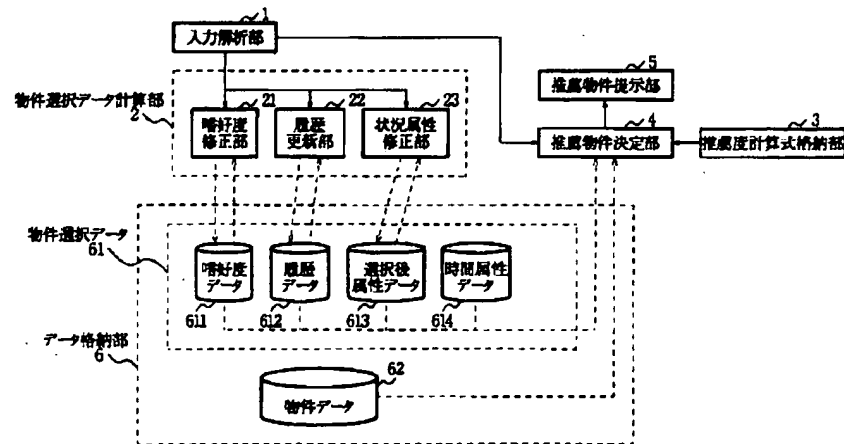 1
入力解析部
5
推薦物件提示部
物件選択データ計算部
2
21
嗜好度
修正部
22
履歴
更新部
23
状況属性
修正部
4
推薦物件決定部
3
推薦度計算式格納部
物件選択データ
61
嗜好度
データ
611
履歴
データ
612
選択後
属性データ
613
時間属性
データ
614
データ格納部
6
62
物件データ